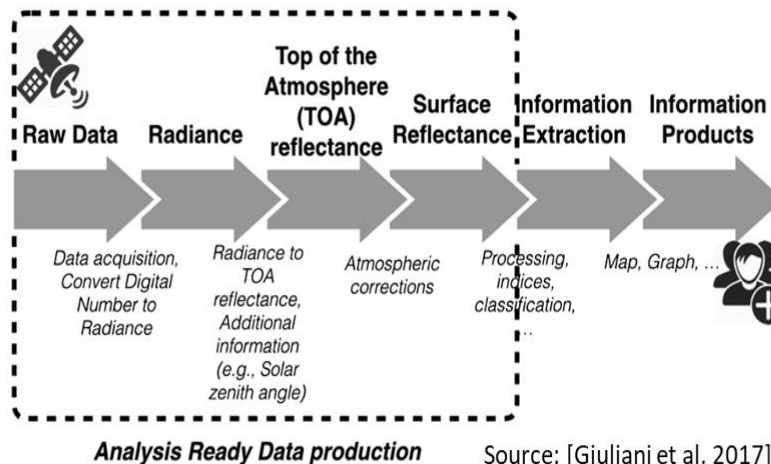 Top of the
Atmosphere
(TOA)
reflectance
Surface
Reflectance
Information
Extraction
Information
Products
Raw Data
Radiance
Data acquisition,
Convert Digital
Number to
Radiance
Radiance to
TOA
reflectance,
Additional
information
(e.g., Solar
zenith angle)
Atmospheric
corrections
Processing,
indices,
classification,
...
Map, Graph, ...
Analysis Ready Data production
Source: [Giuliani et al. 2017]